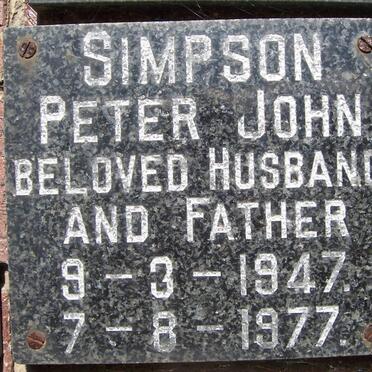 SIMPSON
PETER JOHN
BELOVED HUSBAND
AND FATHER
9-3-1947.
7-8-1977.